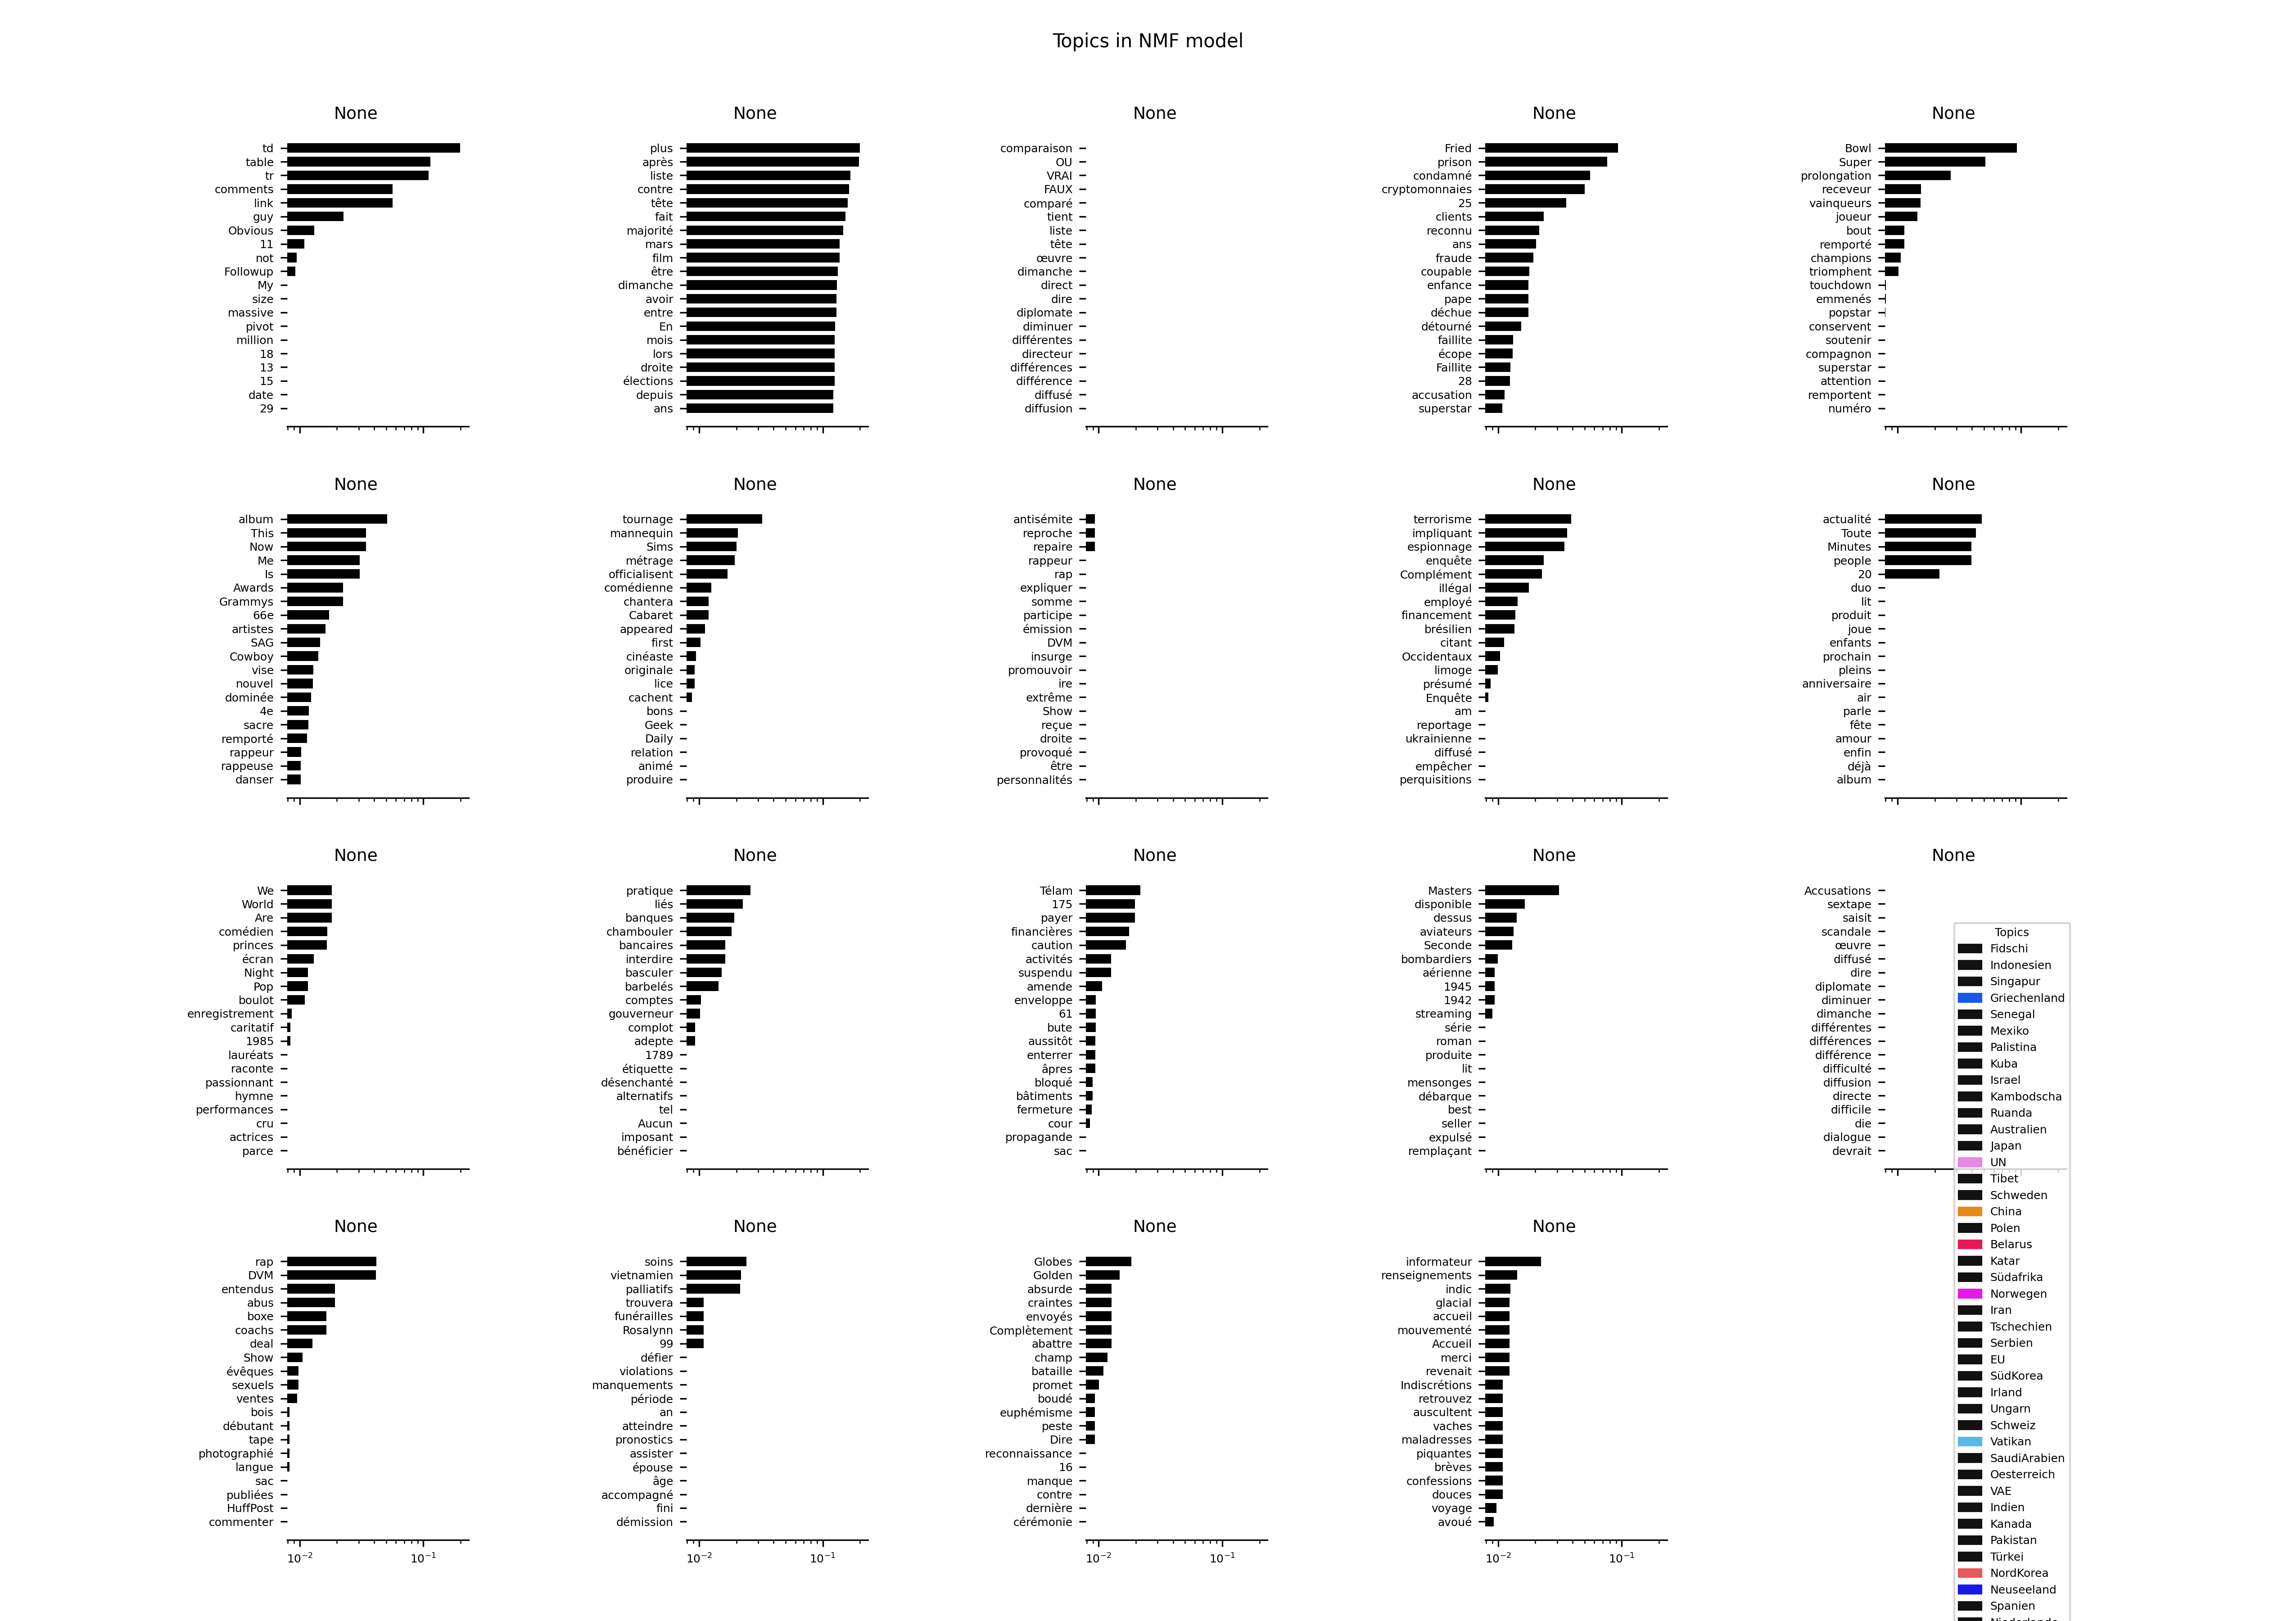 Topics in NMF model
None
td
table
tr
comments
link
guy
Obvious
11
not
Followup
My
size
massive
pivot
million
18
13
15
date
29
None
plus
après
liste
contre
tête
fait
majorité
mars
film
être
dimanche
avoir
entre
En
mois
lors
droite
élections
depuis
ans
None
comparaison
OU
VRAI
FAUX
comparé
tient
liste
tête
œuvre
dimanche
direct
dire
diplomate
diminuer
différentes
directeur
différences
différence
diffusé
diffusion
None
Fried
prison
condamné
cryptomonnaies
25
clients
reconnu
ans
fraude
coupable
enfance
pape
déchue
détourné
faillite
écope
Faillite
28
accusation
superstar
None
Bowl
Super
prolongation
receveur
vainqueurs
joueur
bout
remporté
champions
triomphent
touchdown
emmenés
popstar
conservent
soutenir
compagnon
superstar
attention
remportent
numéro
None
album
This
Now
Me
Is
Awards
Grammys
66e
artistes
SAG
Cowboy
vise
nouvel
dominée
4e
sacre
remporté
rappeur
rappeuse
danser
None
tournage
mannequin
Sims
métrage
officialisent
comédienne
chantera
Cabaret
appeared
first
cinéaste
originale
lice
cachent
bons
Geek
Daily
relation
animé
produire
None
antisémite
reproche
repaire
rappeur
rap
expliquer
somme
participe
émission
DVM
insurge
promouvoir
ire
extrême
Show
reçue
droite
provoqué
être
personnalités
None
terrorisme
impliquant
espionnage
enquête
Complément
illégal
employé
financement
brésilien
citant
Occidentaux
limoge
présumé
Enquête
am
reportage
ukrainienne
diffusé
empêcher
perquisitions
None
actualité
Toute
Minutes
people
20
duo
lit
produit
joue
enfants
prochain
pleins
anniversaire
air
parle
fête
amour
enfin
déjà
album
None
We
World
Are
comédien
princes
écran
Night
Pop
boulot
enregistrement
caritatif
1985
lauréats
raconte
passionnant
hymne
performances
cru
actrices
parce
None
pratique
liés
banques
chambouler
bancaires
interdire
basculer
barbelés
comptes
gouverneur
complot
adepte
1789
étiquette
désenchanté
alternatifs
tel
Aucun
imposant
bénéficier
None
Télam
175
payer
financières
caution
activités
suspendu
amende
enveloppe
61
bute
aussitôt
enterrer
âpres
bloqué
bâtiments
fermeture
cour
propagande
sac
None
Masters
disponible
dessus
aviateurs
Seconde
bombardiers
aérienne
1945
1942
streaming
série
roman
produite
lit
mensonges
débarque
best
seller
expulsé
remplaçant
None
Accusations
sextape
saisit
scandale
œuvre
diffusé
dire
diplomate
diminuer
dimanche
différentes
différences
différence
difficulté
diffusion
directe
difficile
die
dialogue
devrait
None
rap
DVM
entendus
abus
boxe
coachs
deal
Show
évêques
sexuels
ventes
bois
débutant
tape
photographié
langue
sac
publiées
HuffPost
commenter
10⁻² 10⁻¹
None
soins
vietnamien
palliatifs
trouvera
funérailles
Rosalynn
99
défier
violations
manquements
période
an
atteindre
pronostics
assister
épouse
âge
accompagné
fini
démission
10⁻² 10⁻¹
None
Globes
Golden
absurde
craintes
envoyés
Complètement
abattre
champ
bataille
promet
boudé
euphémisme
peste
Dire
reconnaissance
16
manque
contre
dernière
cérémonie
10⁻² 10⁻¹
None
informateur
renseignements
indic
glacial
accueil
mouvementé
Accueil
merci
revenait
Indiscrétions
retrouvez
auscultent
vaches
maladresses
piquantes
brèves
confessions
douces
voyage
avoué
10⁻² 10⁻¹
Topics
Fidschi
Indonesien
Singapur
Griechenland
Senegal
Mexiko
Palistina
Kuba
Israel
Kambodscha
Ruanda
Australien
Japan
UN
Tibet
Schweden
China
Polen
Belarus
Katar
Südafrika
Norwegen
Iran
Tschechien
Serbien
EU
SüdKorea
Irland
Ungarn
Schweiz
Vatikan
SaudiArabien
Oesterreich
VAE
Indien
Kanada
Pakistan
Türkei
NordKorea
Neuseeland
Spanien